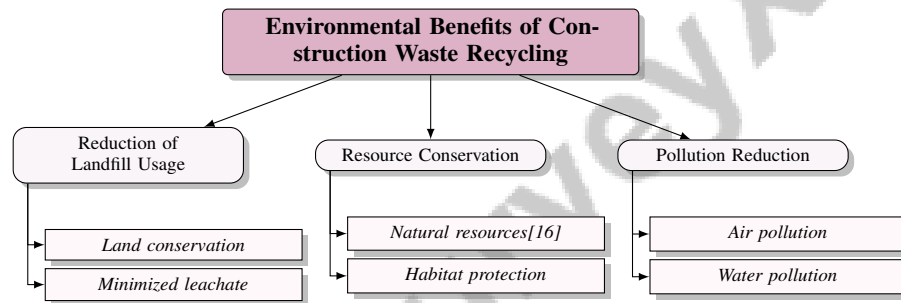 Environmental Benefits of Con-
struction Waste Recycling
Reduction of
Landfill Usage
Land conservation
Minimized leachate
Resource Conservation
Natural resources[16]
Habitat protection
Pollution Reduction
Air pollution
Water pollution